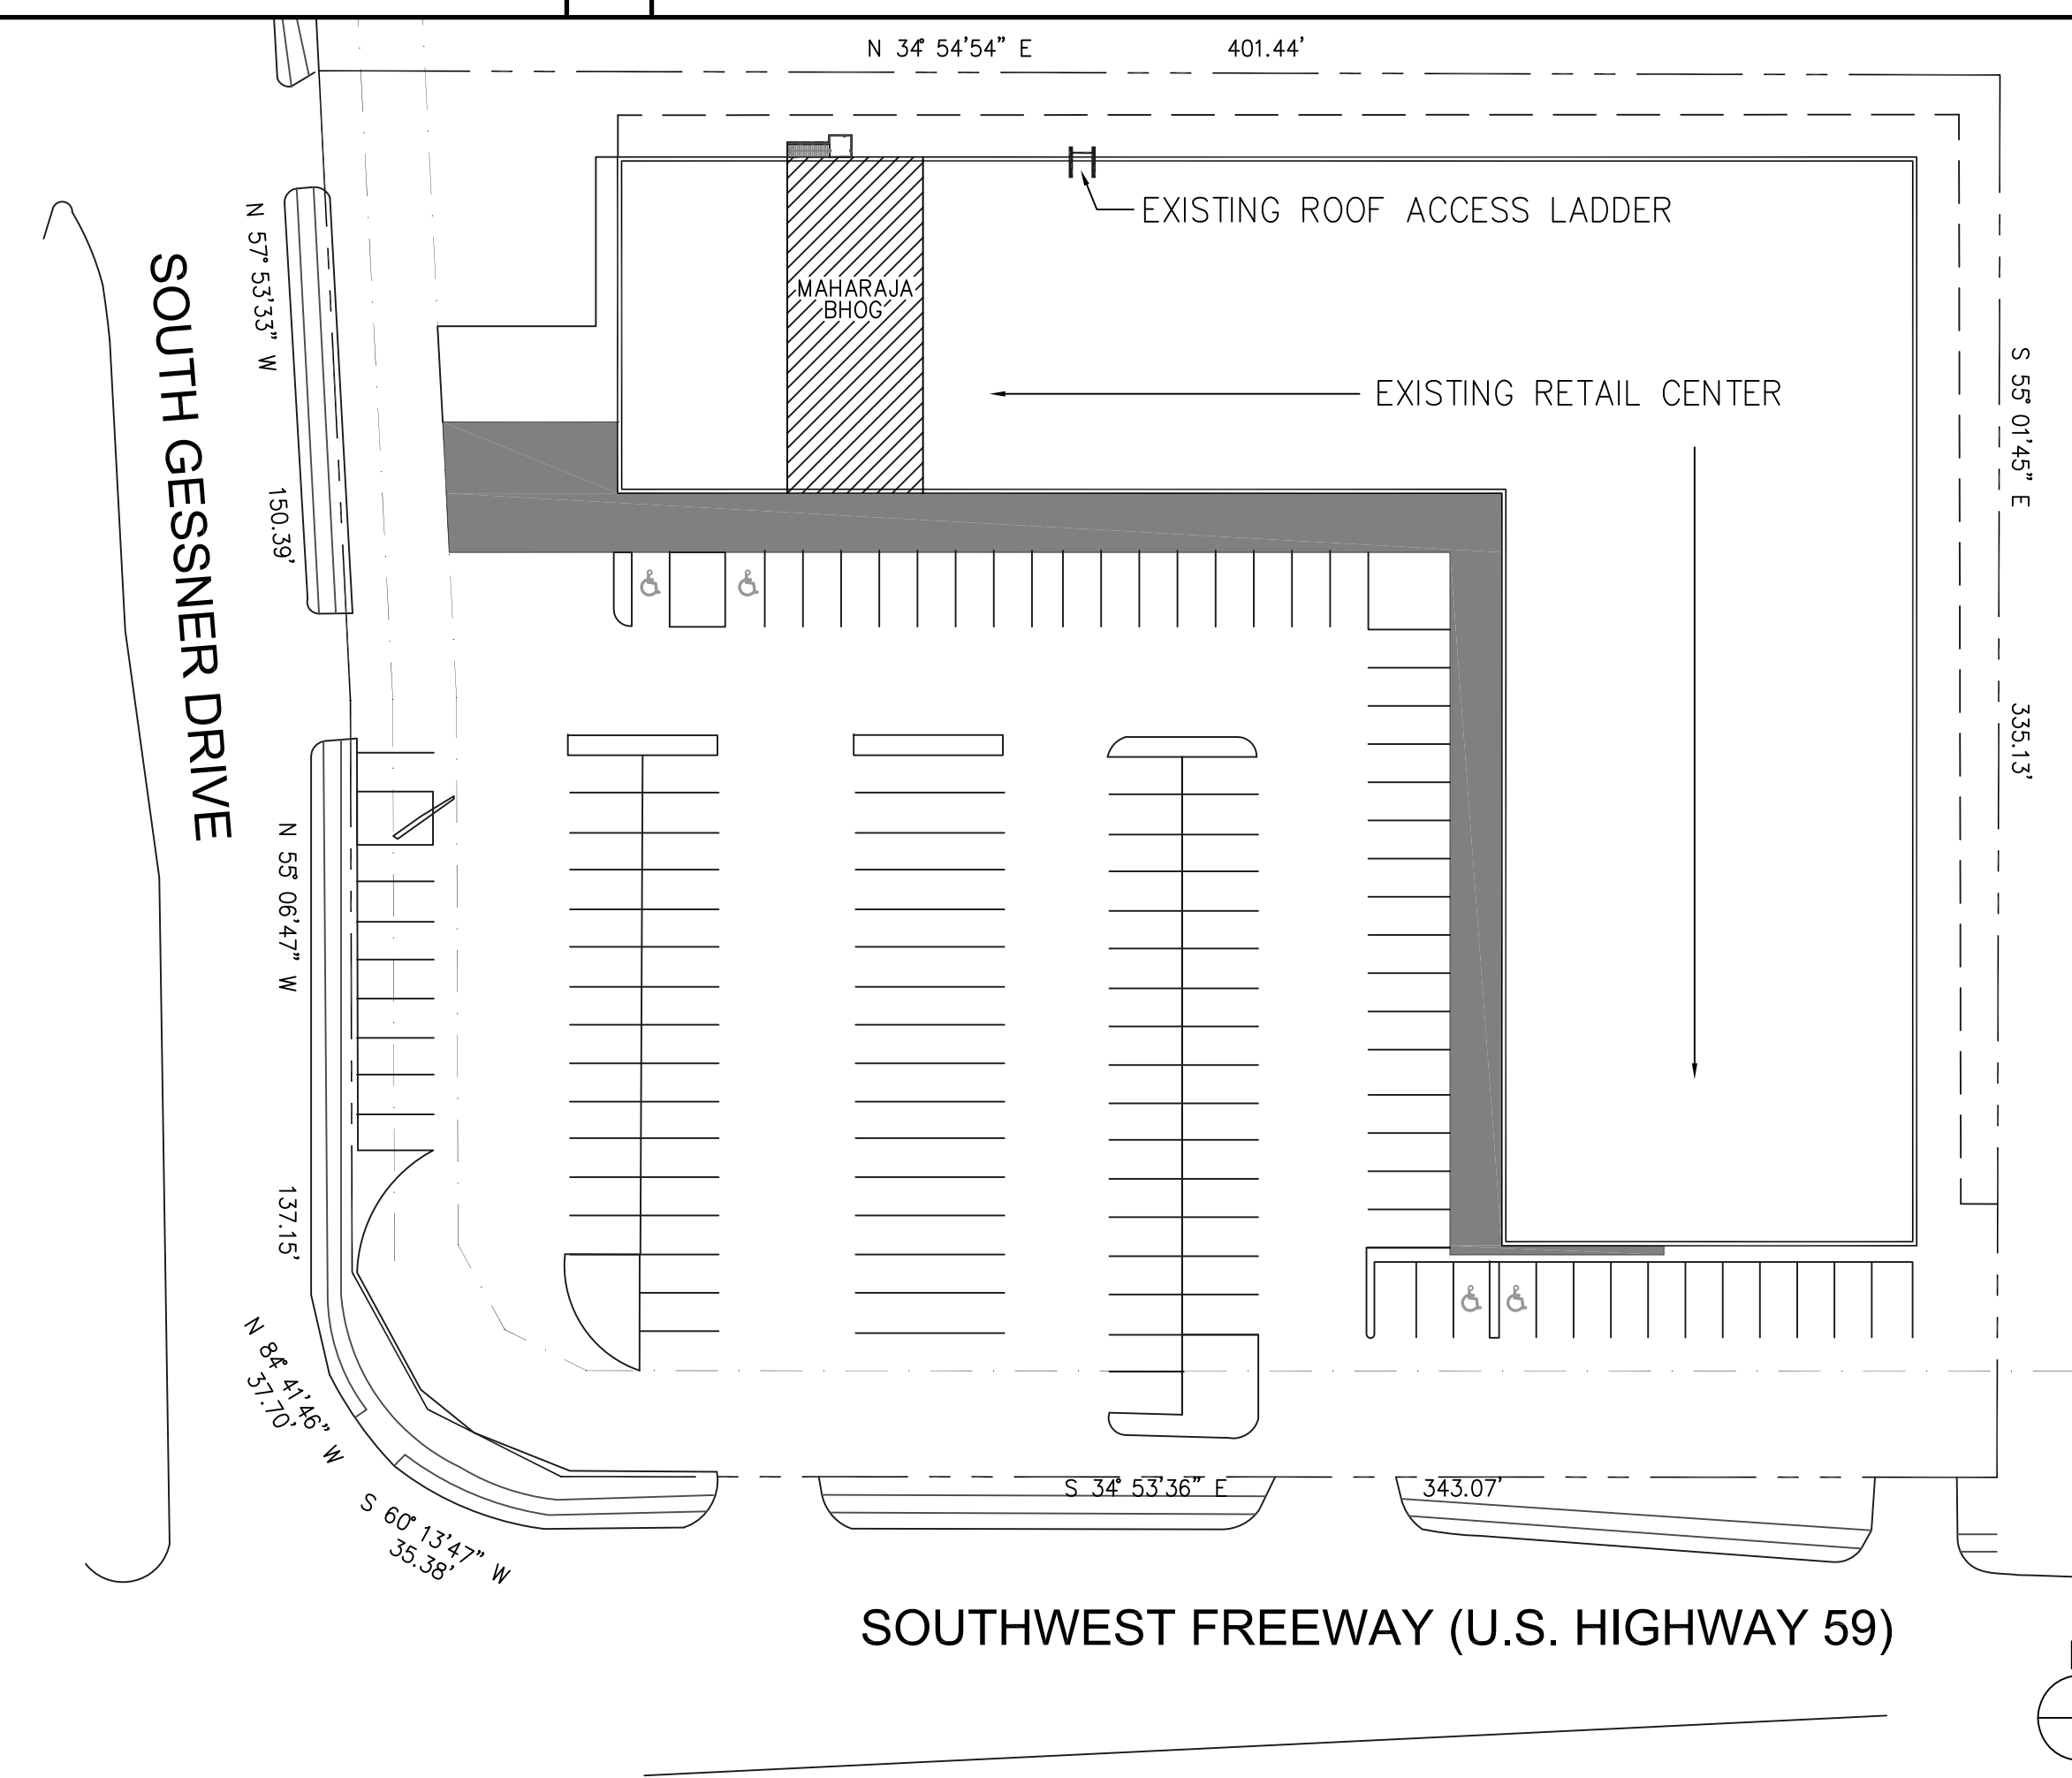 N 34° 54'54" E 401.44'
EXISTING ROOF ACCESS LADDER
MAHARAJA
BHOG
EXISTING RETAIL CENTER
N 57° 53'33" W 150.39'
SOUTH GESSNER DRIVE
S 55° 01'45" E 335.13'
N 55° 06'47" W 137.15'
N 84° 41'46" W
37.70'
S 60° 13'47" W
35.38'
S 34° 53'36" E 343.07'
SOUTHWEST FREEWAY (U.S. HIGHWAY 59)